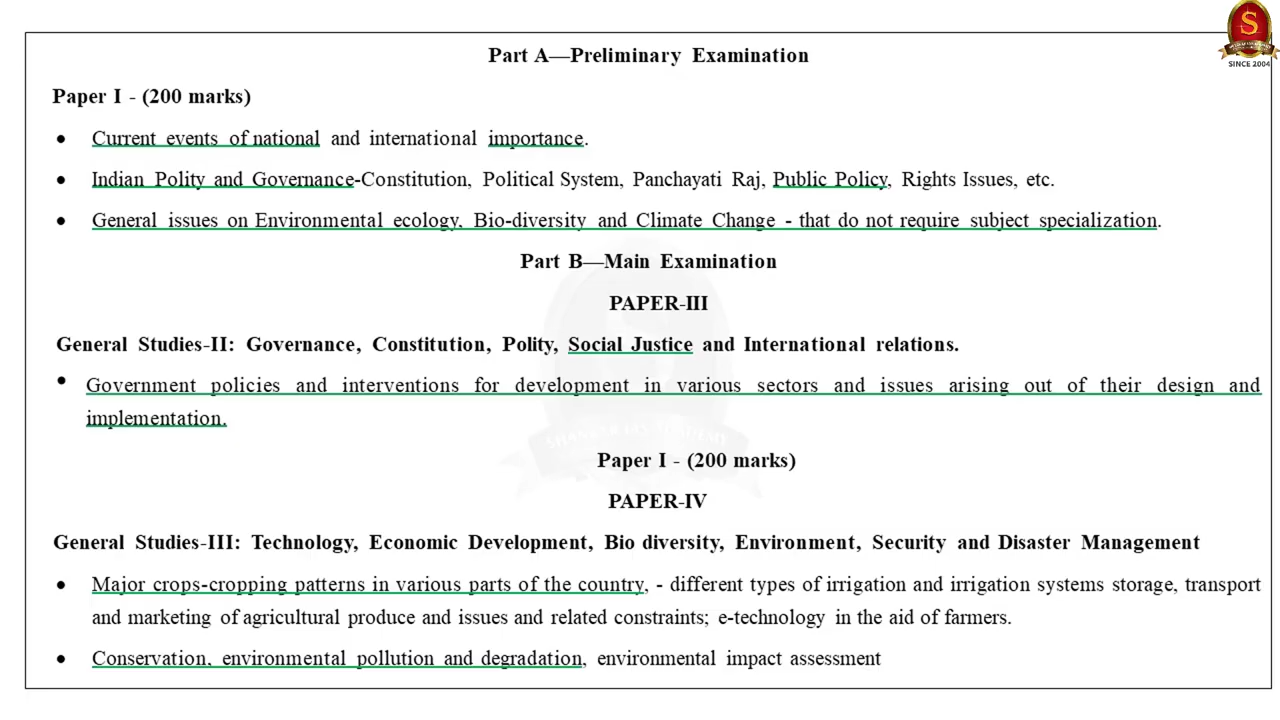 S
SINCE 2004
Part A—Preliminary Examination
Paper I - (200 marks)
• Current events of national and international importance.
• Indian Polity and Governance-Constitution, Political System, Panchayati Raj, Public Policy, Rights Issues, etc.
• General issues on Environmental ecology, Bio-diversity and Climate Change - that do not require subject specialization.
Part B—Main Examination
PAPER-III
General Studies-II: Governance, Constitution, Polity, Social Justice and International relations.
• Government policies and interventions for development in various sectors and issues arising out of their design and
implementation.
SHANKAR IAS ACADEMY
Paper I - (200 marks)
PAPER-IV
General Studies-III: Technology, Economic Development, Bio diversity, Environment, Security and Disaster Management
• Major crops-cropping patterns in various parts of the country, - different types of irrigation and irrigation systems storage, transport
and marketing of agricultural produce and issues and related constraints; e-technology in the aid of farmers.
• Conservation, environmental pollution and degradation, environmental impact assessment